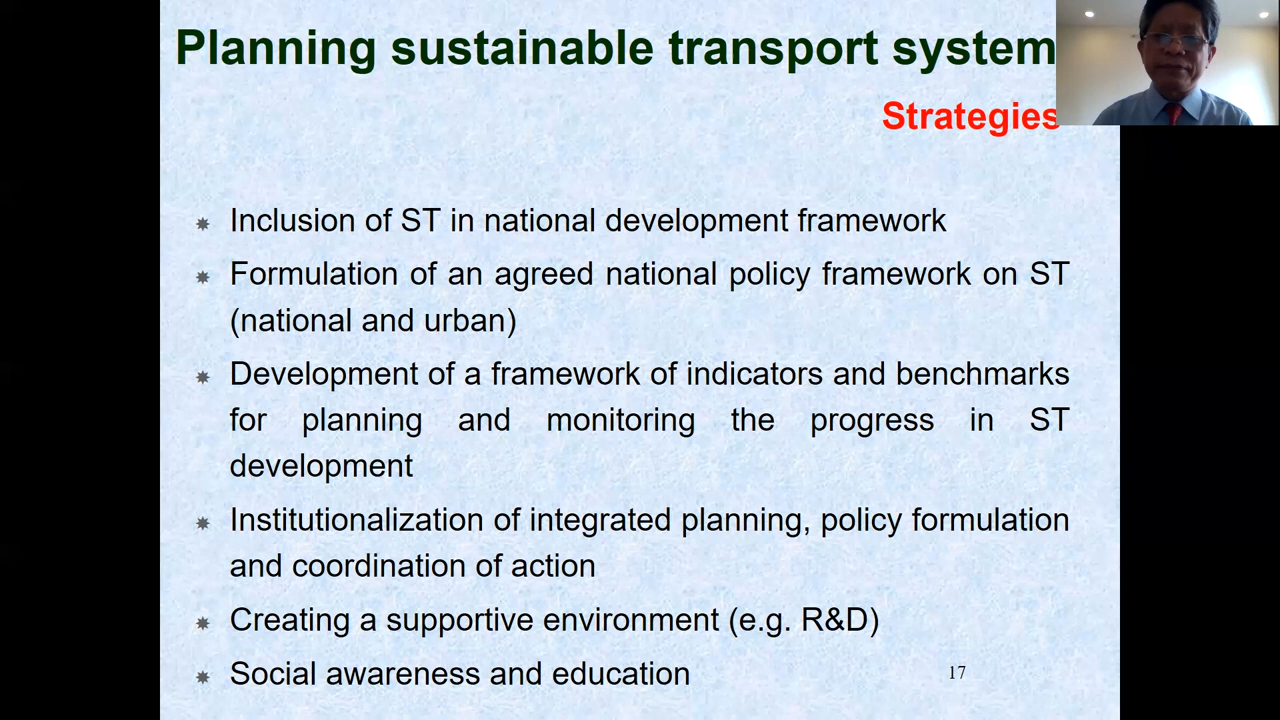 Planning sustainable transport system
Strategies
Inclusion of ST in national development framework
Formulation of an agreed national policy framework on ST
(national and urban)
Development of a framework of indicators and benchmarks
for planning and monitoring the progress in ST
development
Institutionalization of integrated planning, policy formulation
and coordination of action
Creating a supportive environment (e.g. R&D)
Social awareness and education
17